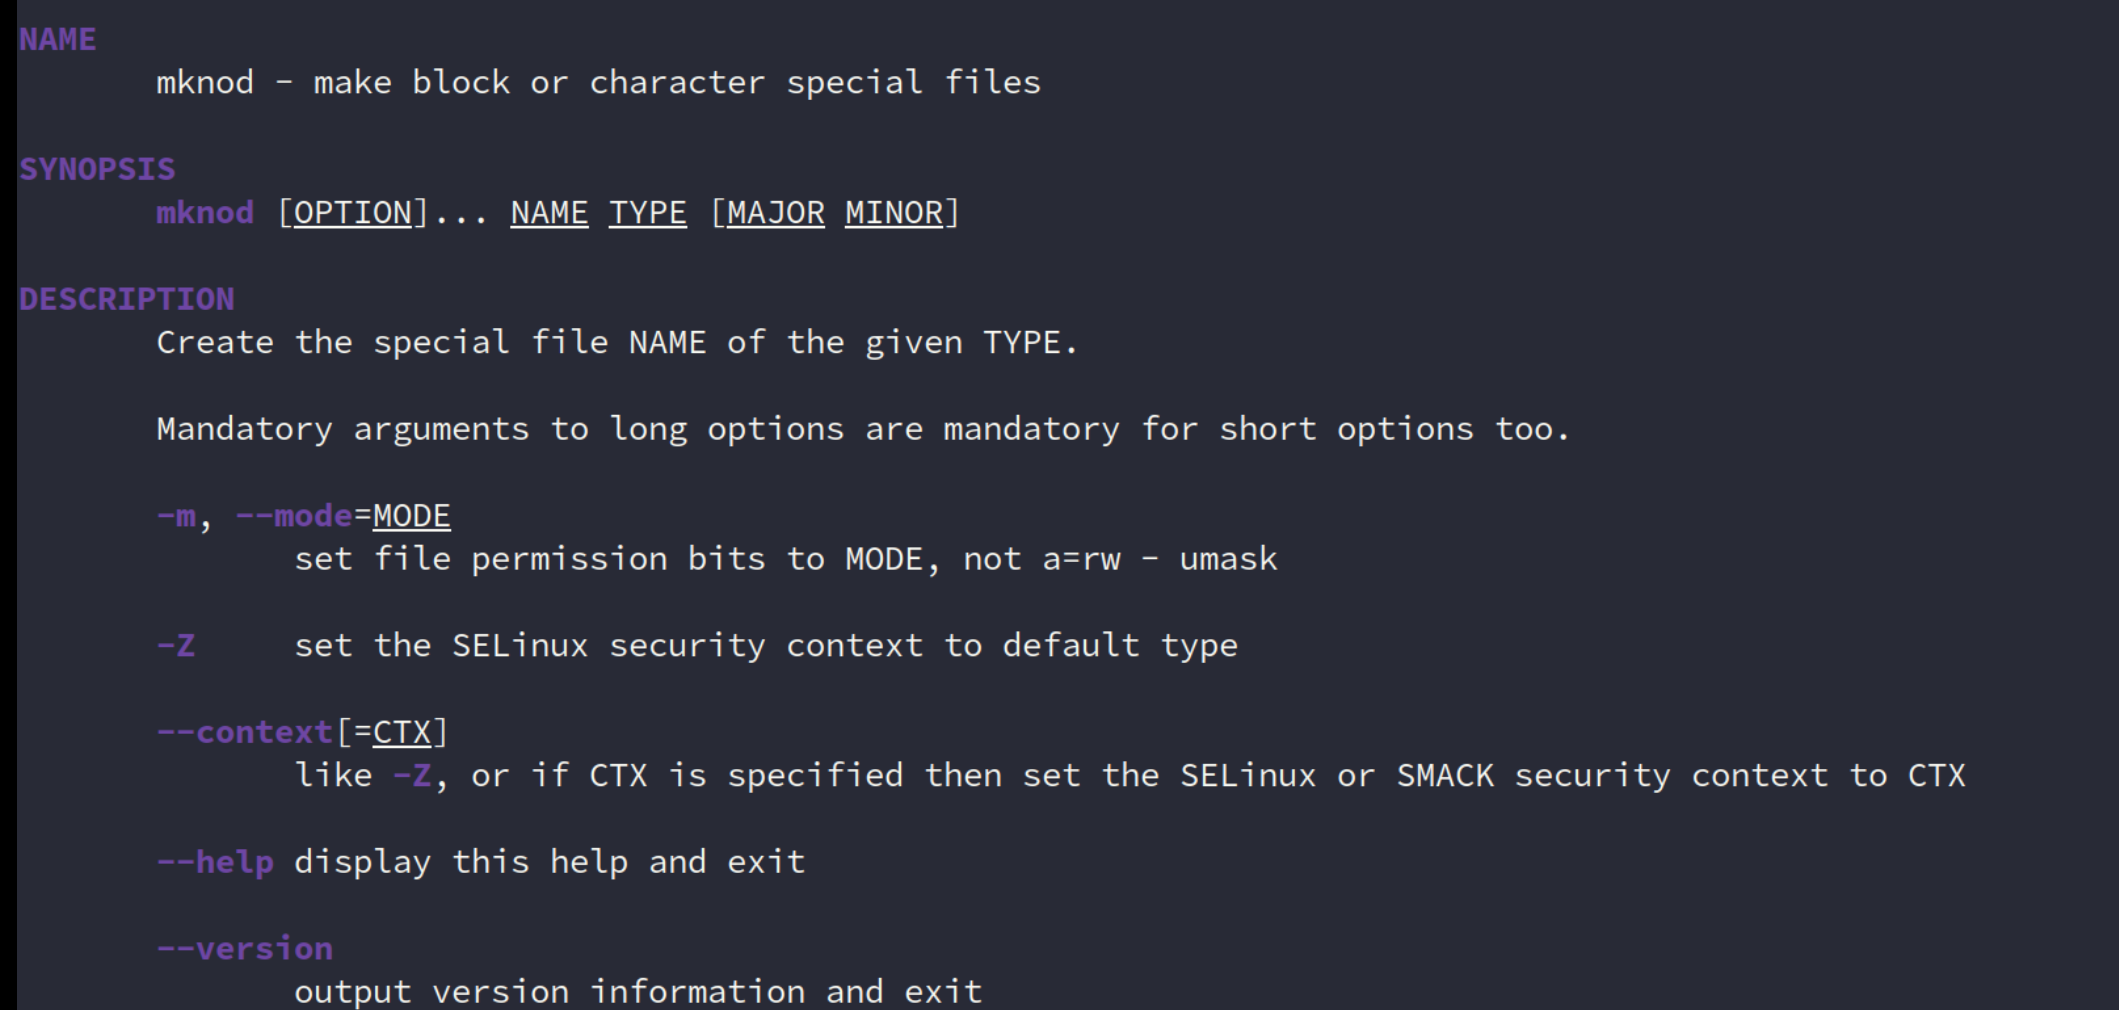 NAME
mknod - make block or character special files
SYNOPSIS
mknod [OPTION]... NAME TYPE [MAJOR MINOR]
DESCRIPTION
Create the special file NAME of the given TYPE.
Mandatory arguments to long options are mandatory for short options too.
-m, --mode=MODE
set file permission bits to MODE, not a=rw - umask
-Z set the SELinux security context to default type
--context[=CTX]
like -Z, or if CTX is specified then set the SELinux or SMACK security context to CTX
--help display this help and exit
--version
output version information and exit